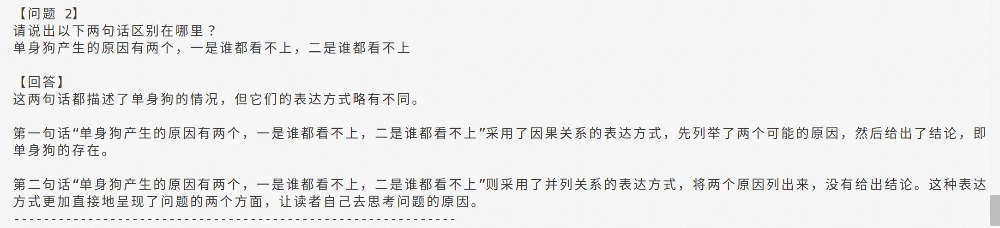 【问题 2】
请说出以下两句话区别在哪里？
单身狗产生的原因有两个，一是谁都看不上，二是谁都看不上
【回答】
这两句话都描述了单身狗的情况，但它们的表达方式略有不同。
第一句话“单身狗产生的原因有两个，一是谁都看不上，二是谁都看不上”采用了因果关系的表达方式，先列举了两个可能的原因，然后给出了结论，即
单身狗的存在。
第二句话“单身狗产生的原因有两个，一是谁都看不上，二是谁都看不上”则采用了并列关系的表达方式，将两个原因列出来，没有给出结论。这种表达
方式更加直接地呈现了问题的两个方面，让读者自己去思考问题的原因。
------------------------------------------------------------